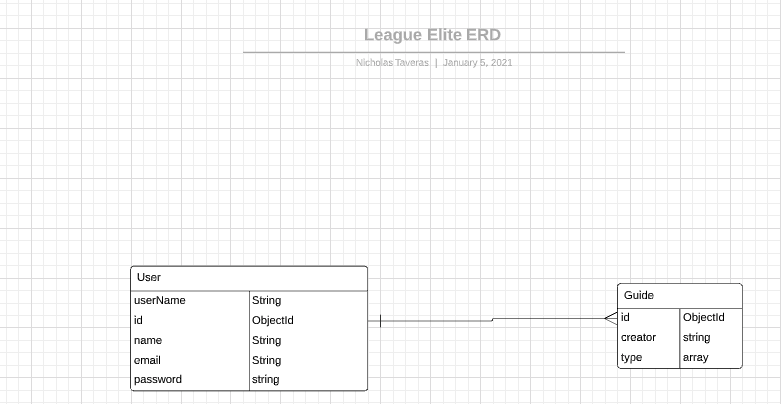 League Elite ERD
Nicholas Taveras | January 5, 2021
User
userName String
id ObjectId
name String
email String
password string
Guide
id ObjectId
creator string
type array